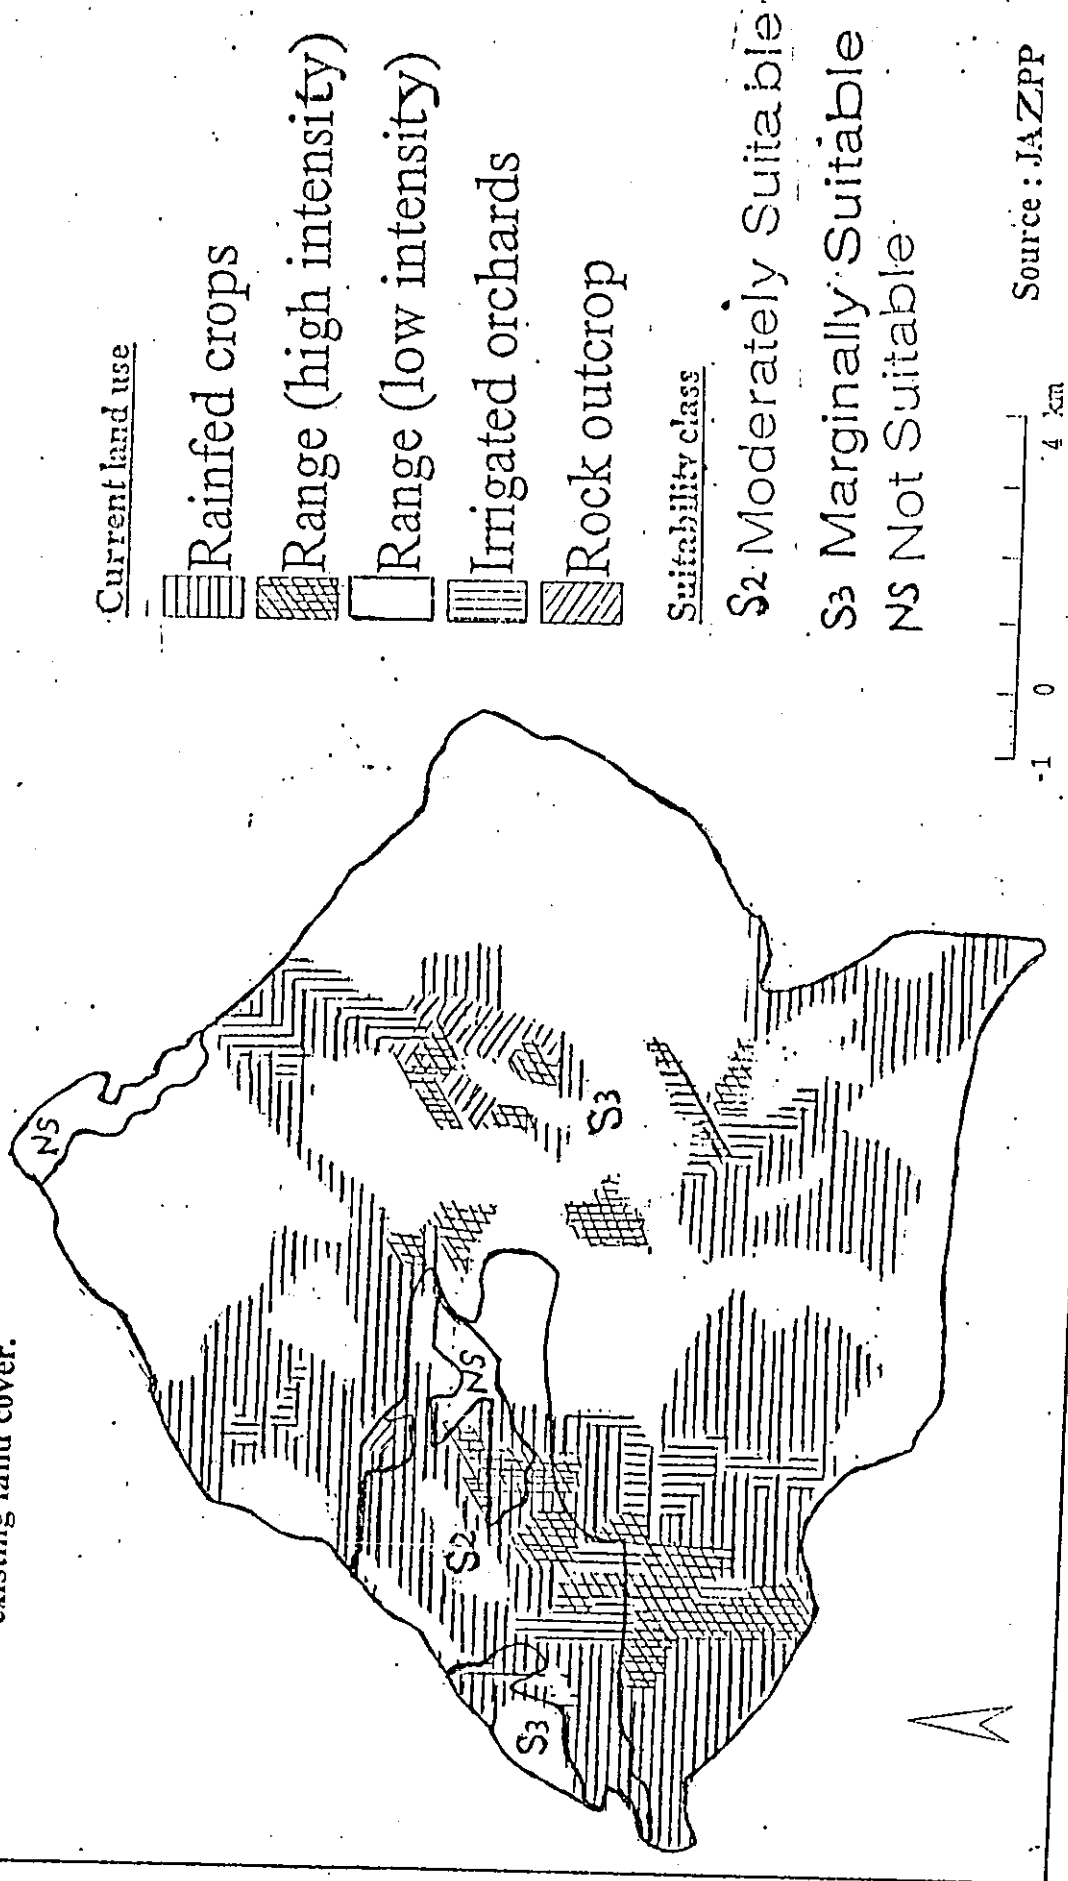 existing land cover.
Current land use
Rainfed crops
Range (high intensity)
Range (low intensity)
Irrigated orchards
Rock outcrop
Suitability class
S2 Moderately Suitable
S3 Marginally Suitable
NS Not Suitable
NS
S3
NS
S2
S3
-1 0 4 km
Source : JAZPP